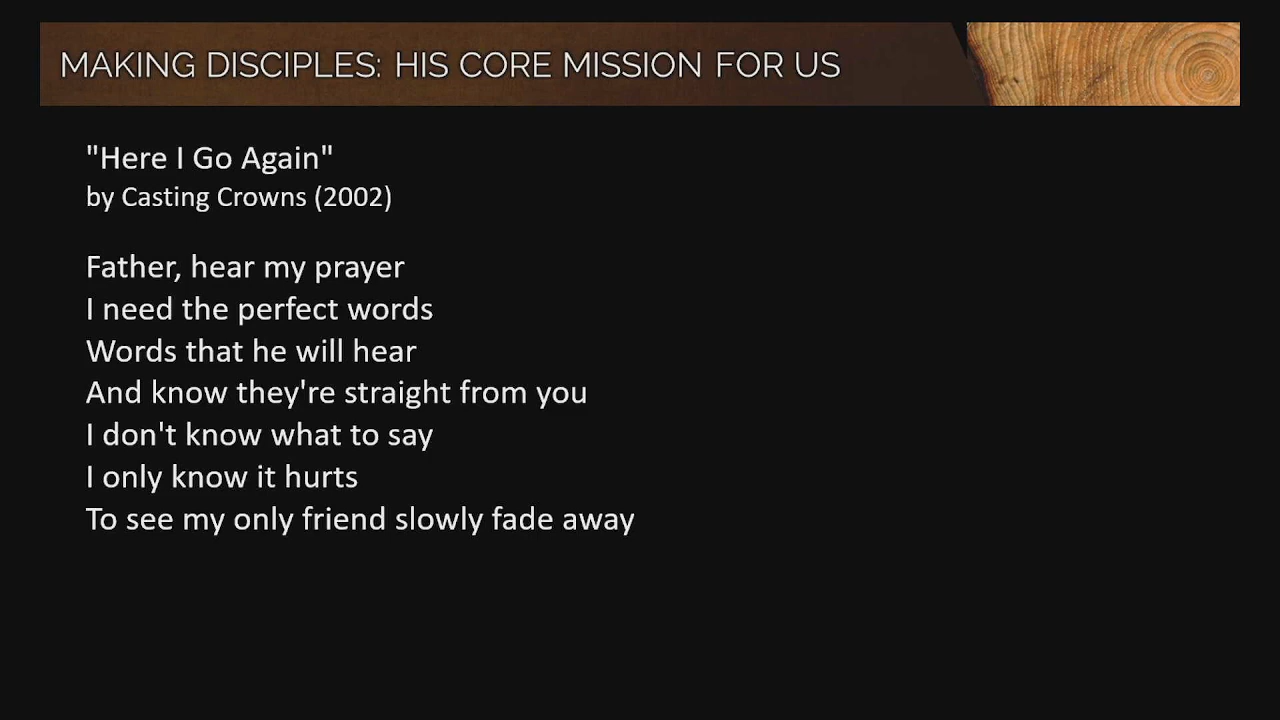 MAKING DISCIPLES: HIS CORE MISSION FOR US
"Here I Go Again"
by Casting Crowns (2002)
Father, hear my prayer
I need the perfect words
Words that he will hear
And know they're straight from you
I don't know what to say
I only know it hurts
To see my only friend slowly fade away